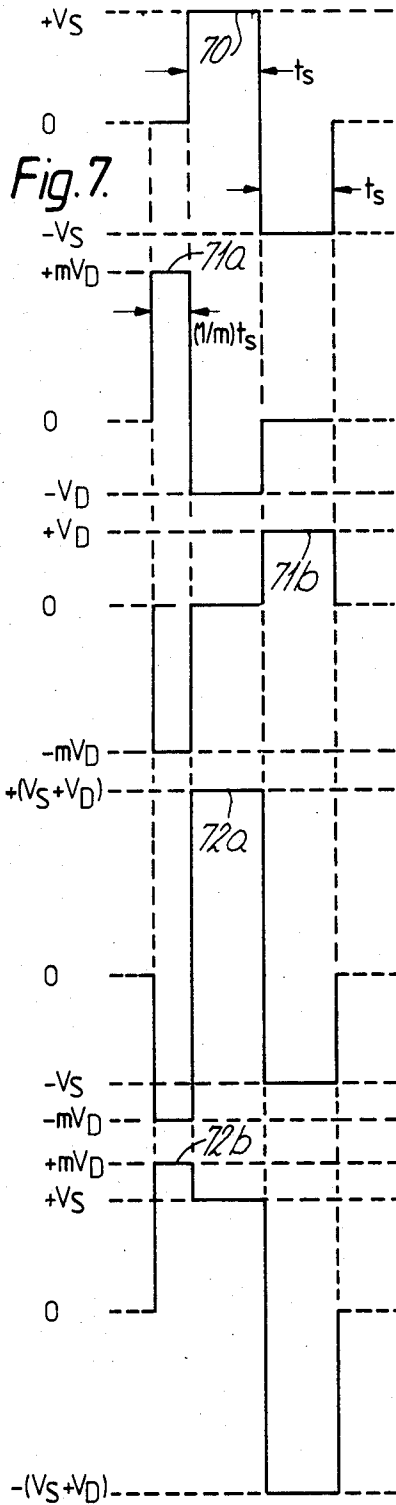 +VS
70
ts
0
Fig.7.
ts
-VS
+mVD
71a
(1/m)ts
0
-VD
+VD
71b
0
-mVD
+(VS+VD)
72a
0
-VS
-mVD
72b
+mVD
+VS
0
-(VS+VD)